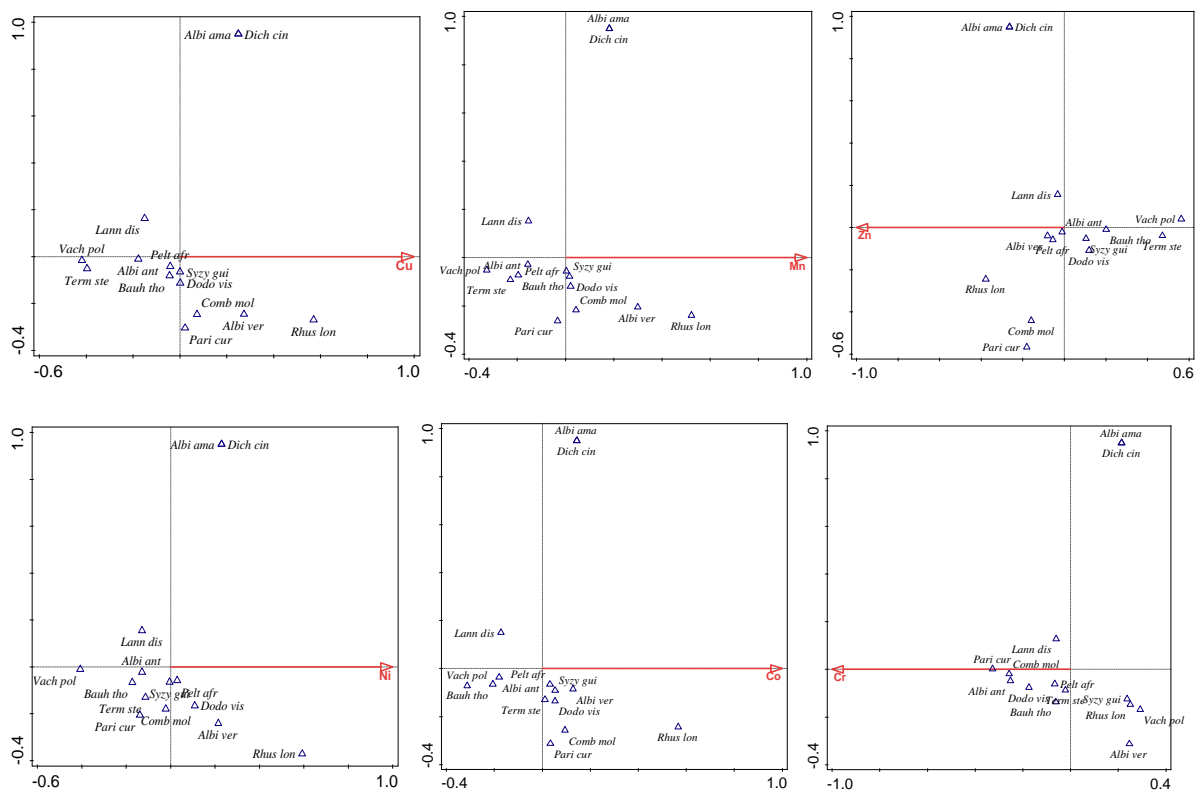 1.0
Albi ama Dich cin
Lann dis
Vach pol
Pelt afr
Cu
Term ste
Albi ant
Syzy gui
Bauh tho
Dodo vis
Comb mol
Albi ver
Rhus lon
Pari cur
-0.4
-0.6
1.0
1.0
Albi ama
Dich cin
Lann dis
Vach pol
Albi ant
Pelt afr
Syzy gui
Mn
Term ste
Bauh tho
Dodo vis
Comb mol
Pari cur
Albi ver
Rhus lon
-0.4
-0.4
1.0
1.0
Albi ama Dich cin
Lann dis
Albi ant
Vach pol
Zn
Albi ver
Pelt afr
Syzy gui
Bauh tho
Term ste
Dodo vis
Rhus lon
Comb mol
Pari cur
-0.6
-1.0
0.6
1.0
Albi ama Dich cin
Lann dis
Albi ant
Ni
Vach pol
Bauh tho
Syzy gui
Pelt afr
Term ste
Dodo vis
Pari cur
Comb mol
Albi ver
Rhus lon
-0.4
-0.6
1.0
1.0
Albi ama
Dich cin
Lann dis
Vach pol
Pelt afr
Syzy gui
Co
Bauh tho
Albi ant
Albi ver
Term ste
Dodo vis
Comb mol
Rhus lon
Pari cur
-0.4
-0.4
1.0
1.0
Albi ama
Dich cin
Lann dis
Pari cur
Comb mol
Cr
Albi ant
Pelt afr
Dodo vis
Term ste
Syzy gui
Bauh tho
Rhus lon
Vach pol
Albi ver
-0.4
-1.0
0.4